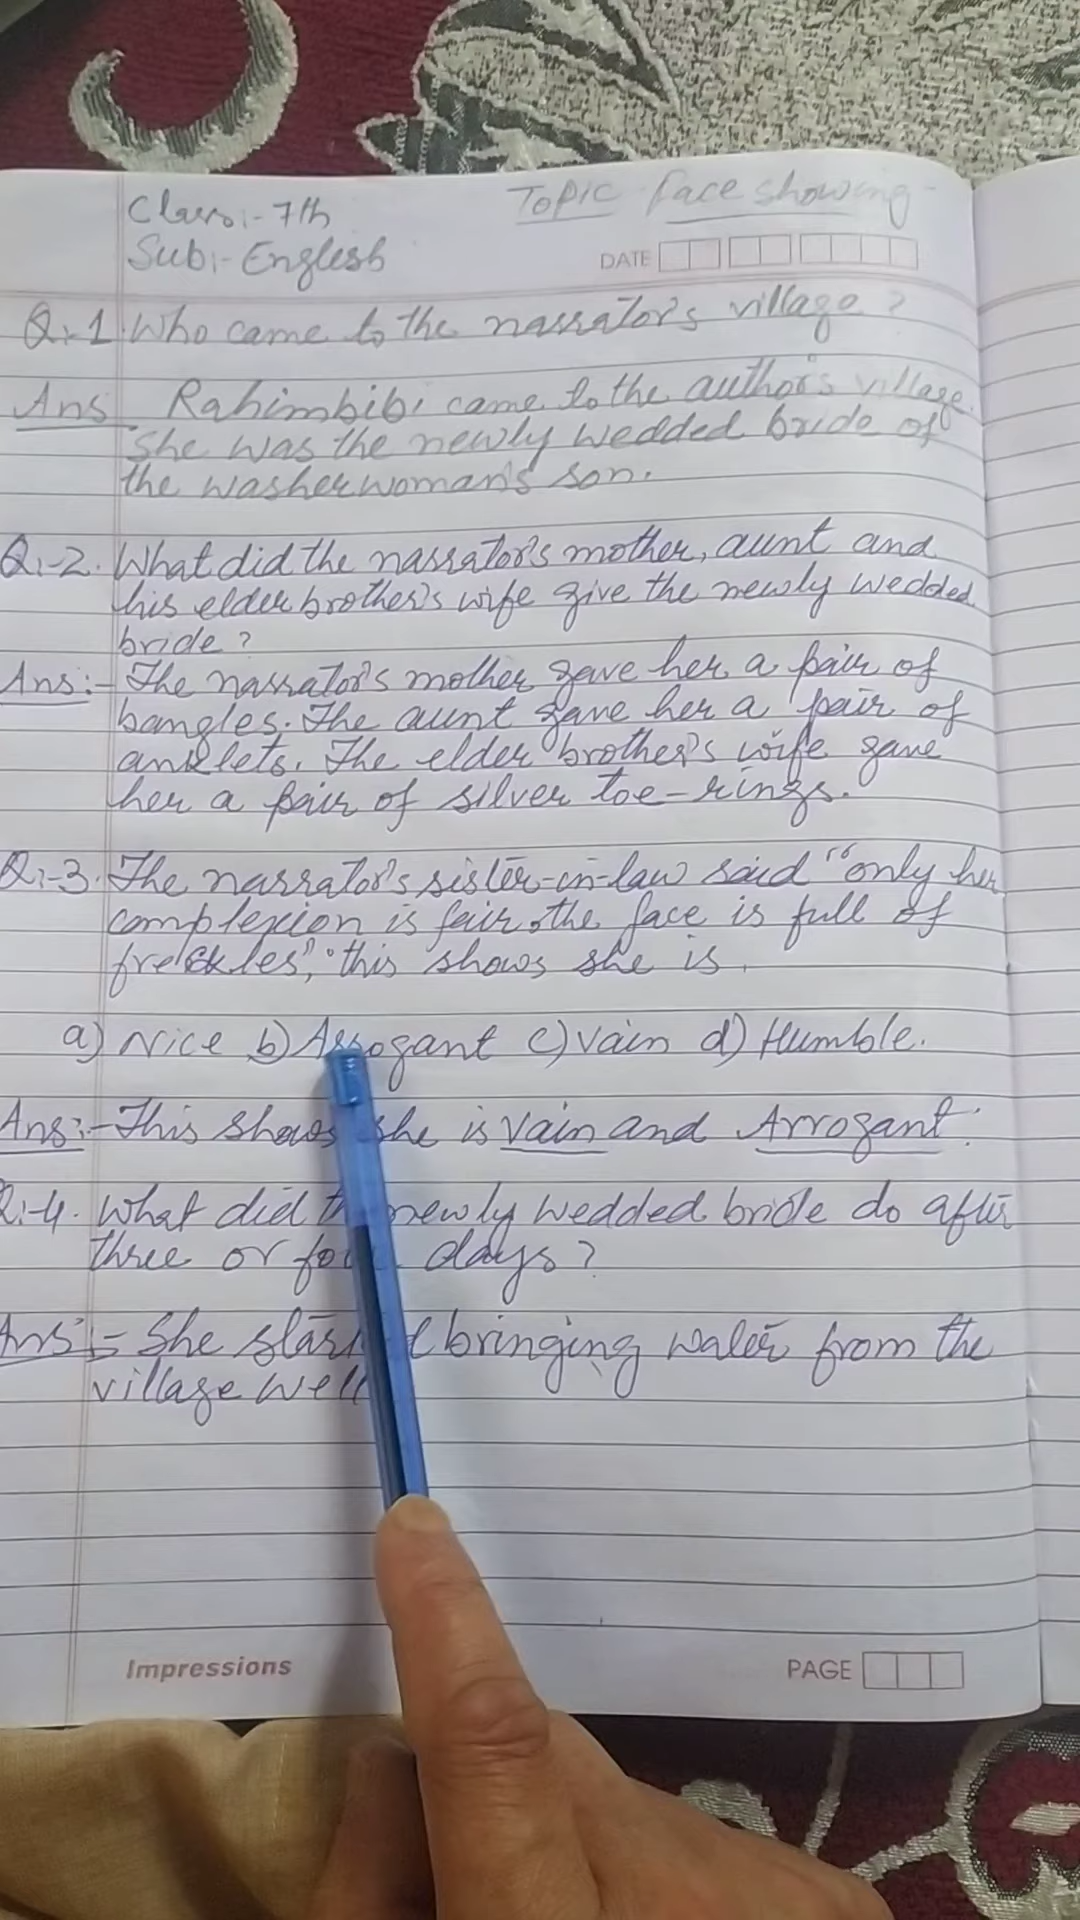 Class:- 7th
Topic face showing
Sub:- English
DATE
Q:-1. Who came to the narrator's village?
Ans Rahimbibi came to the author's village.
She was the newly wedded bride of
the washerwoman's son.
Q:-2. What did the narrator's mother, aunt and
his elder brother's wife give the newly wedded
bride?
Ans:- The narrator's mother gave her a pair of
bangles. The aunt gave her a pair of
anklets. The elder brother's wife gave
her a pair of silver toe-rings.
Q:-3. The narrator's sister-in-law said "only her
complexion is fair, the face is full of
freckles", this shows she is.
a) Nice b) Arrogant c) Vain d) Humble.
Ans:- This shows she is Vain and Arrogant.
Q:-4. What did newly wedded bride do after
three or days?
Ans:- She bringing water from the
village well
Impressions
PAGE